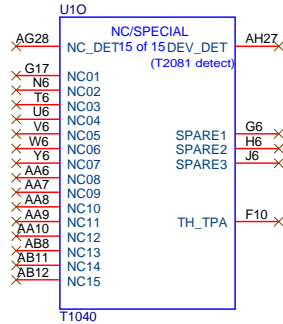 U1O
NC/SPECIAL
AG28 NC_DET 15 of 15 DEV_DET AH27
(T2081 detect)
G17 NC01
N6 NC02
T6 NC03
U6 NC04
V6 NC05 SPARE1 G6
W6 NC06 SPARE2 H6
Y6 NC07 SPARE3 J6
AA6 NC08
AA7 NC09
AA8 NC10
AA9 NC11 TH_TPA F10
AA10 NC12
AB8 NC13
AB11 NC14
AB12 NC15
T1040